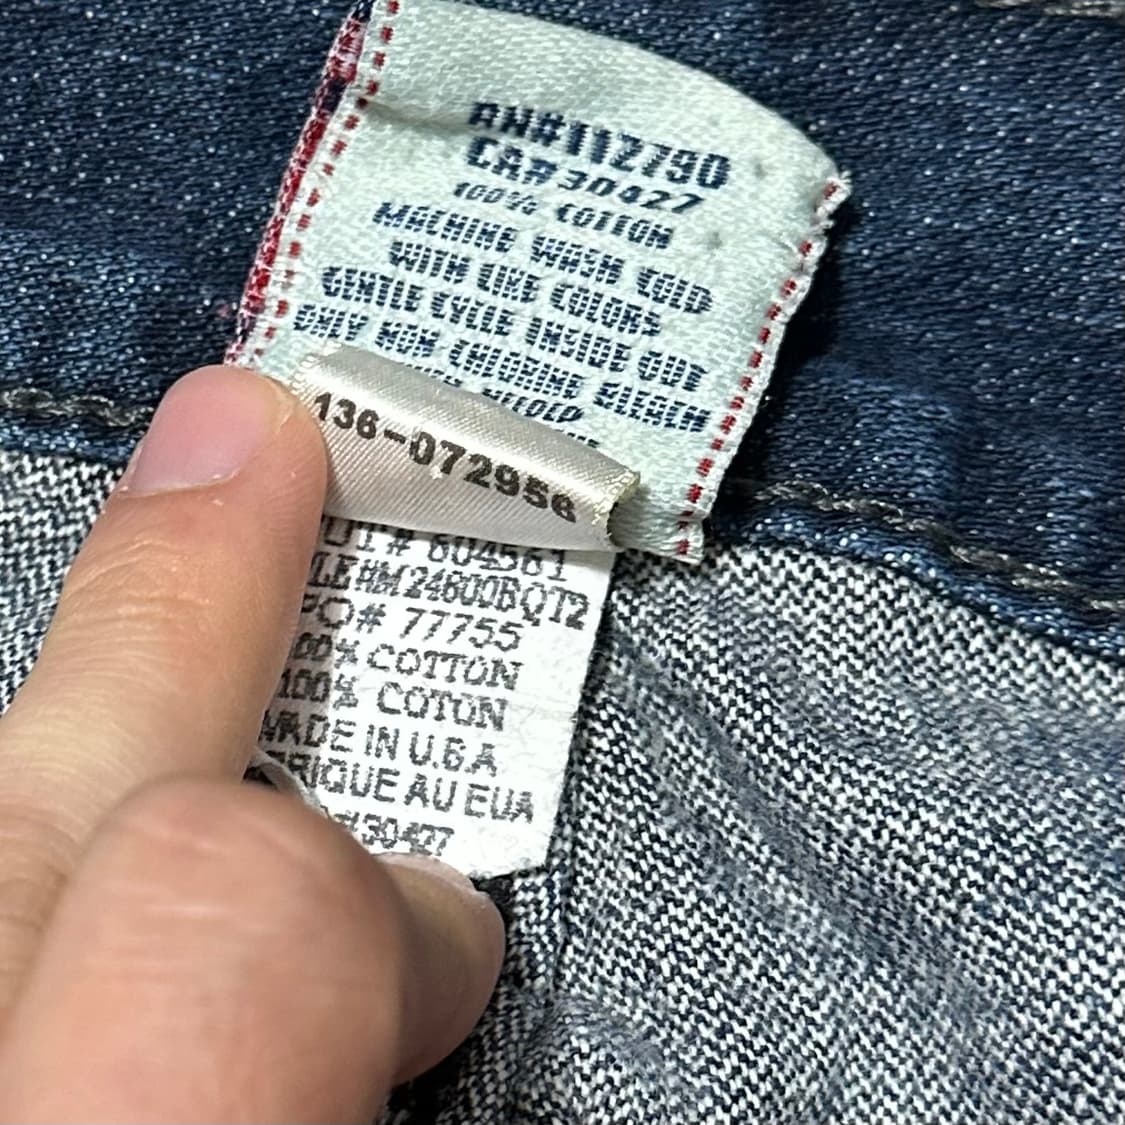 RN#112790
CA#30427
100% COTTON
MACHINE WASH COLD
WITH LIKE COLORS
GENTLE CYCLE INSIDE OUT
ONLY NON CHLORINE BLEACH
136-072956
# 604561
M24800BQT2
PO# 77755
100% COTTON
100% COTON
MADE IN U.S.A
RIQUE AU EUA
#30427